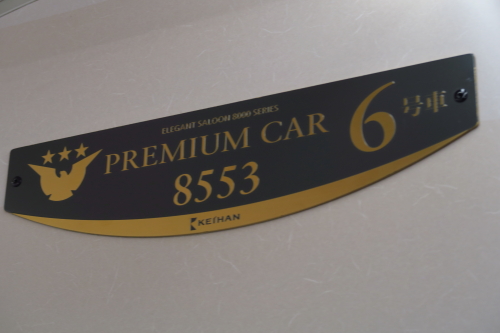 ELEGANT SALOON 8000 SERIES
PREMIUM CAR 6号車
8553
KEIHAN